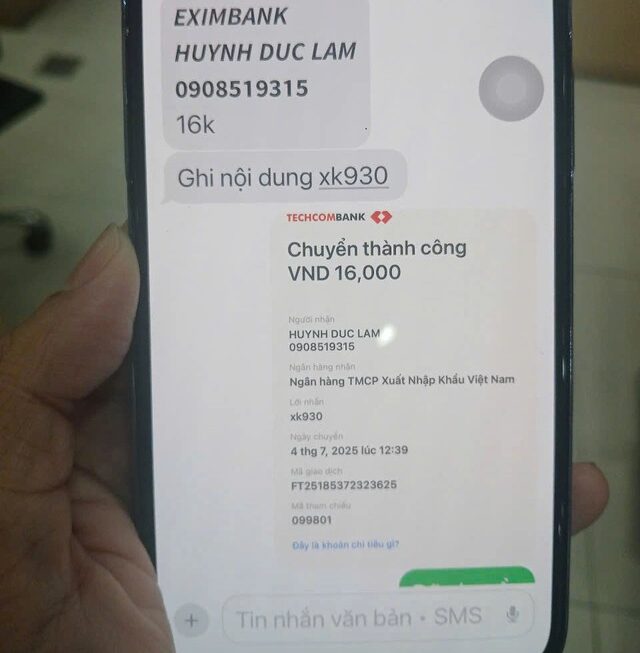 EXIMBANK
HUYNH DUC LAM
0908519315
16k
Ghi nội dung xk930
TECHCOMBANK
Chuyển thành công
VND 16,000
Người nhận
HUYNH DUC LAM
0908519315
Ngân hàng nhận
Ngân hàng TMCP Xuất Nhập Khẩu Việt Nam
Lời nhắn
xk930
Ngày chuyển
4 thg 7, 2025 lúc 12:39
Mã giao dịch
FT25185372323625
Mã tham chiếu
099801
Đây là khoản chi tiêu gì?
Tin nhắn văn bản • SMS